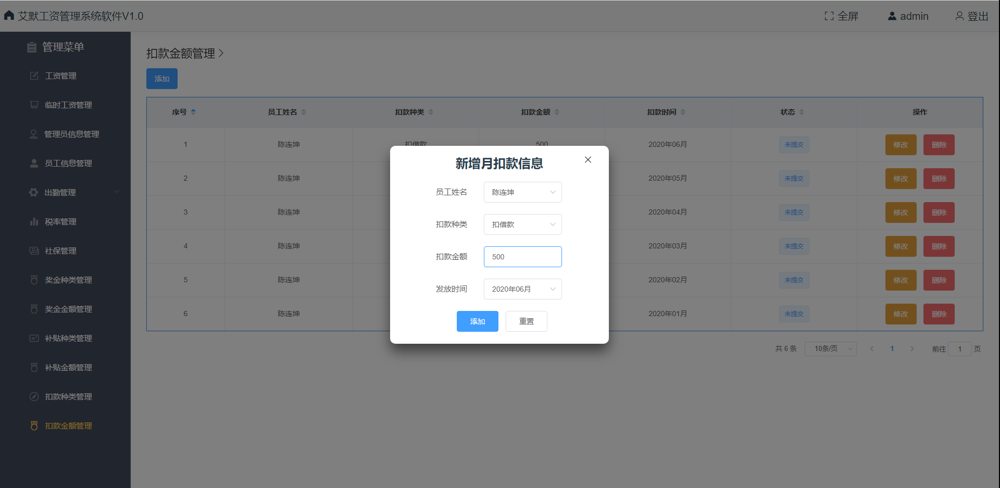 艾默工资管理系统软件V1.0 全屏 admin 登出
管理菜单
工资管理
临时工资管理
管理员信息管理
员工信息管理
出勤管理
税率管理
社保管理
奖金种类管理
奖金金额管理
补贴种类管理
补贴金额管理
扣款种类管理
扣款金额管理
扣款金额管理
添加
序号 员工姓名 扣款种类 扣款金额 扣款时间 状态 操作
1 陈连坤 扣借款 500 2020年06月 未提交 修改 删除
2 陈连坤 2020年05月 未提交 修改 删除
3 陈连坤 2020年04月 未提交 修改 删除
4 陈连坤 2020年03月 未提交 修改 删除
5 陈连坤 2020年02月 未提交 修改 删除
6 陈连坤 2020年01月 未提交 修改 删除
共 6 条 10条/页 1 前往 1 页
新增月扣款信息
员工姓名 陈连坤
扣款种类 扣借款
扣款金额 500
发放时间 2020年06月
添加 重置